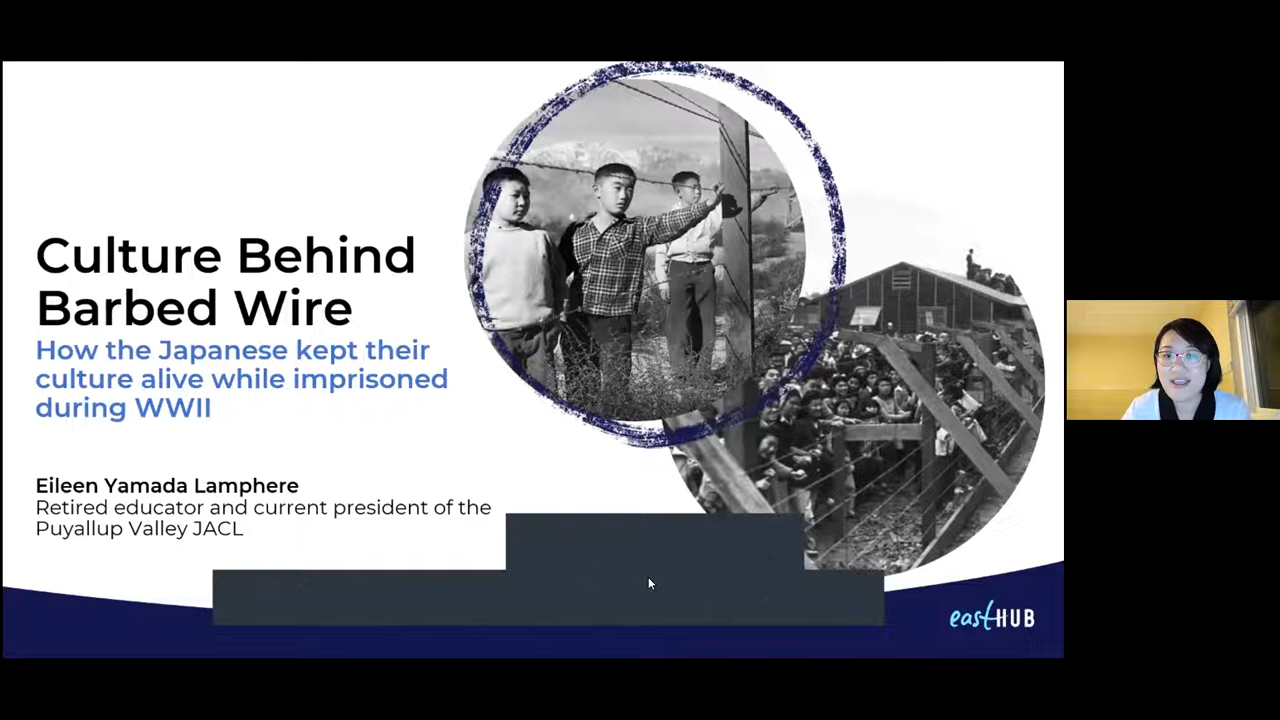 Culture Behind
Barbed Wire
How the Japanese kept their
culture alive while imprisoned
during WWII
Eileen Yamada Lamphere
Retired educator and current president of the
Puyallup Valley JACL
eastHUB